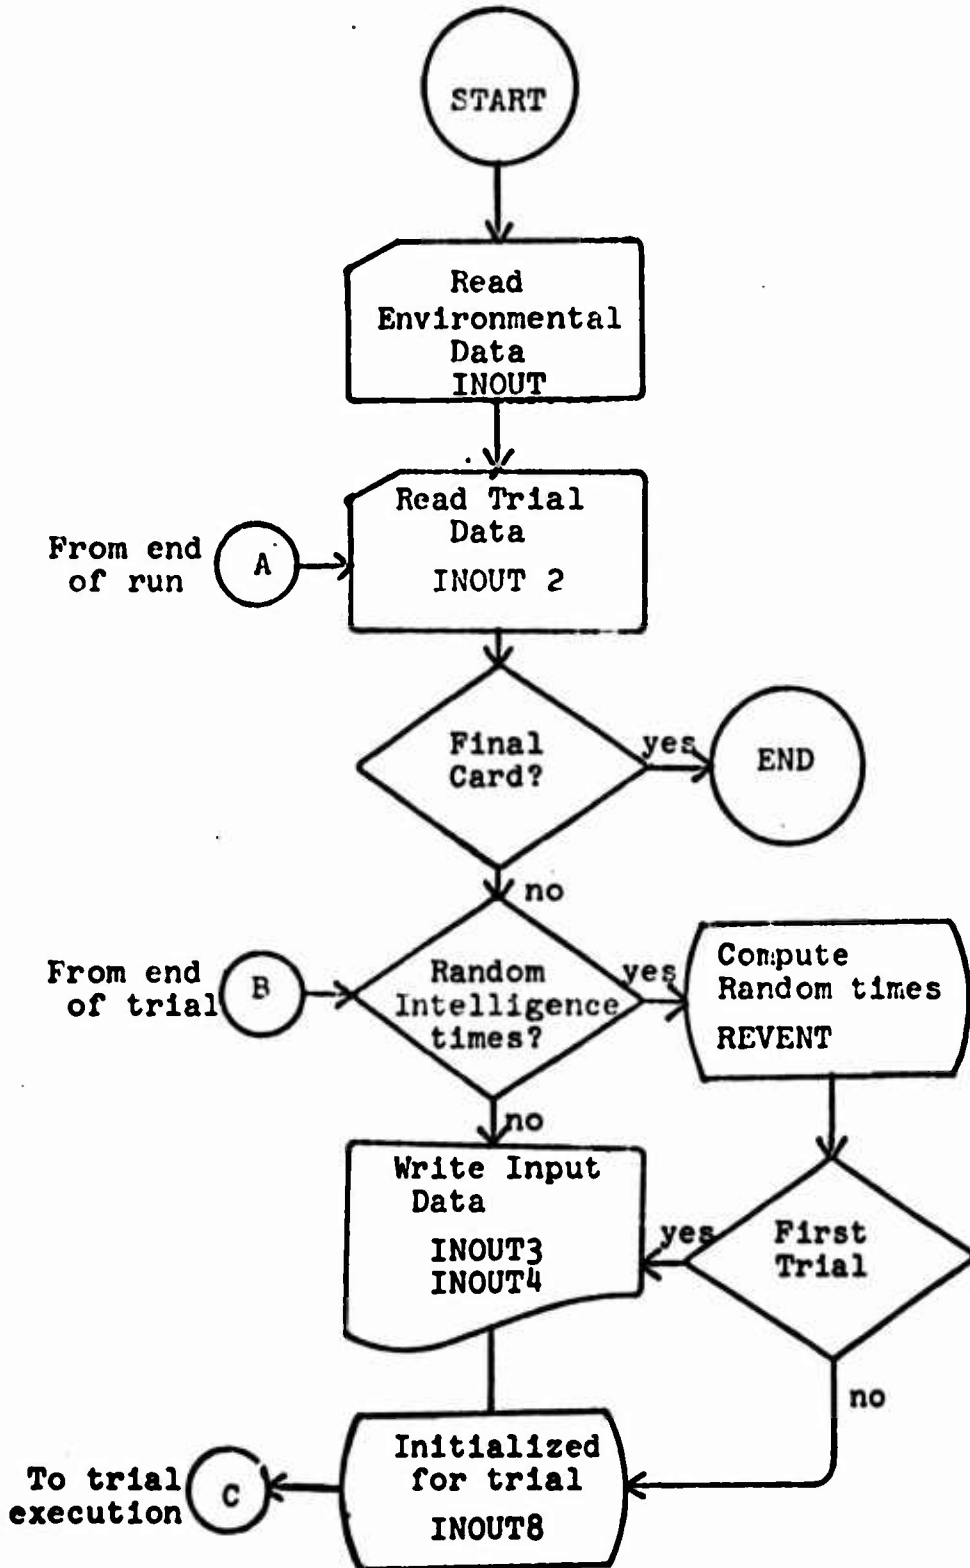 START
Read
Environmental
Data
INOUT
Read Trial
Data
INOUT 2
From end
of run
A
Final
Card?
yes
END
no
From end
of trial
B
Random
Intelligence
times?
yes
Compute
Random times
REVENT
no
Write Input
Data
INOUT3
INOUT4
yes
First
Trial
no
Initialized
for trial
INOUT8
To trial
execution
C